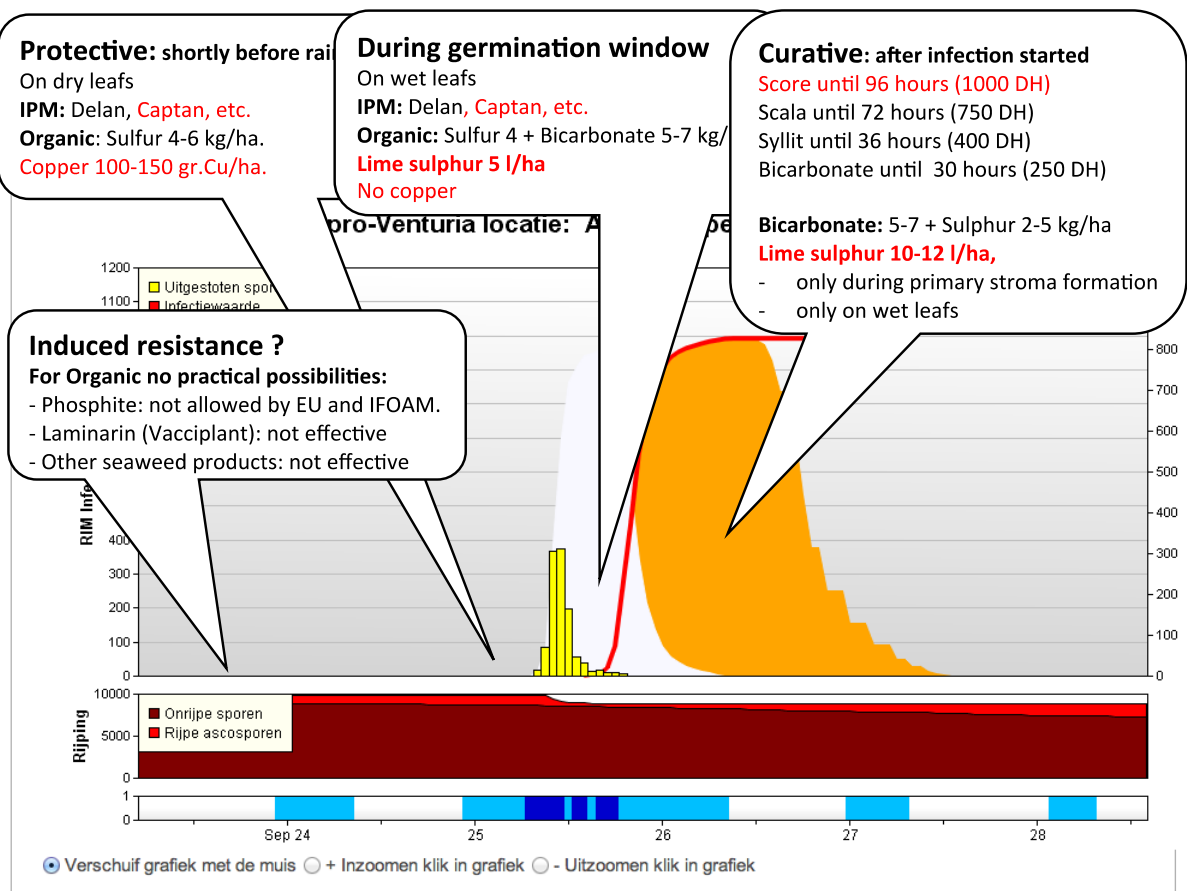 Protective: shortly before rai
On dry leafs
IPM: Delan, Captan, etc.
Organic: Sulfur 4-6 kg/ha.
Copper 100-150 gr.Cu/ha.
During germination window
On wet leafs
IPM: Delan, Captan, etc.
Organic: Sulfur 4 + Bicarbonate 5-7 kg/
Lime sulphur 5 l/ha
No copper
Curative: after infection started
Score until 96 hours (1000 DH)
Scala until 72 hours (750 DH)
Syllit until 36 hours (400 DH)
Bicarbonate until 30 hours (250 DH)
Bicarbonate: 5-7 + Sulphur 2-5 kg/ha
Lime sulphur 10-12 l/ha,
- only during primary stroma formation
- only on wet leafs
pro-Venturia locatie: A
Uitgestoten spor
Infectiewaarde
Induced resistance ?
For Organic no practical possibilities:
- Phosphite: not allowed by EU and IFOAM.
- Laminarin (Vacciplant): not effective
- Other seaweed products: not effective
RIM Infe
1200
1100
400
300
200
100
0
800
700
600
500
400
300
200
100
0
Rijping
10000
5000
0
Onrijpe sporen
Rijpe ascosporen
1
0
Sep 24 25 26 27 28
Verschuif grafiek met de muis + Inzoomen klik in grafiek - Uitzoomen klik in grafiek